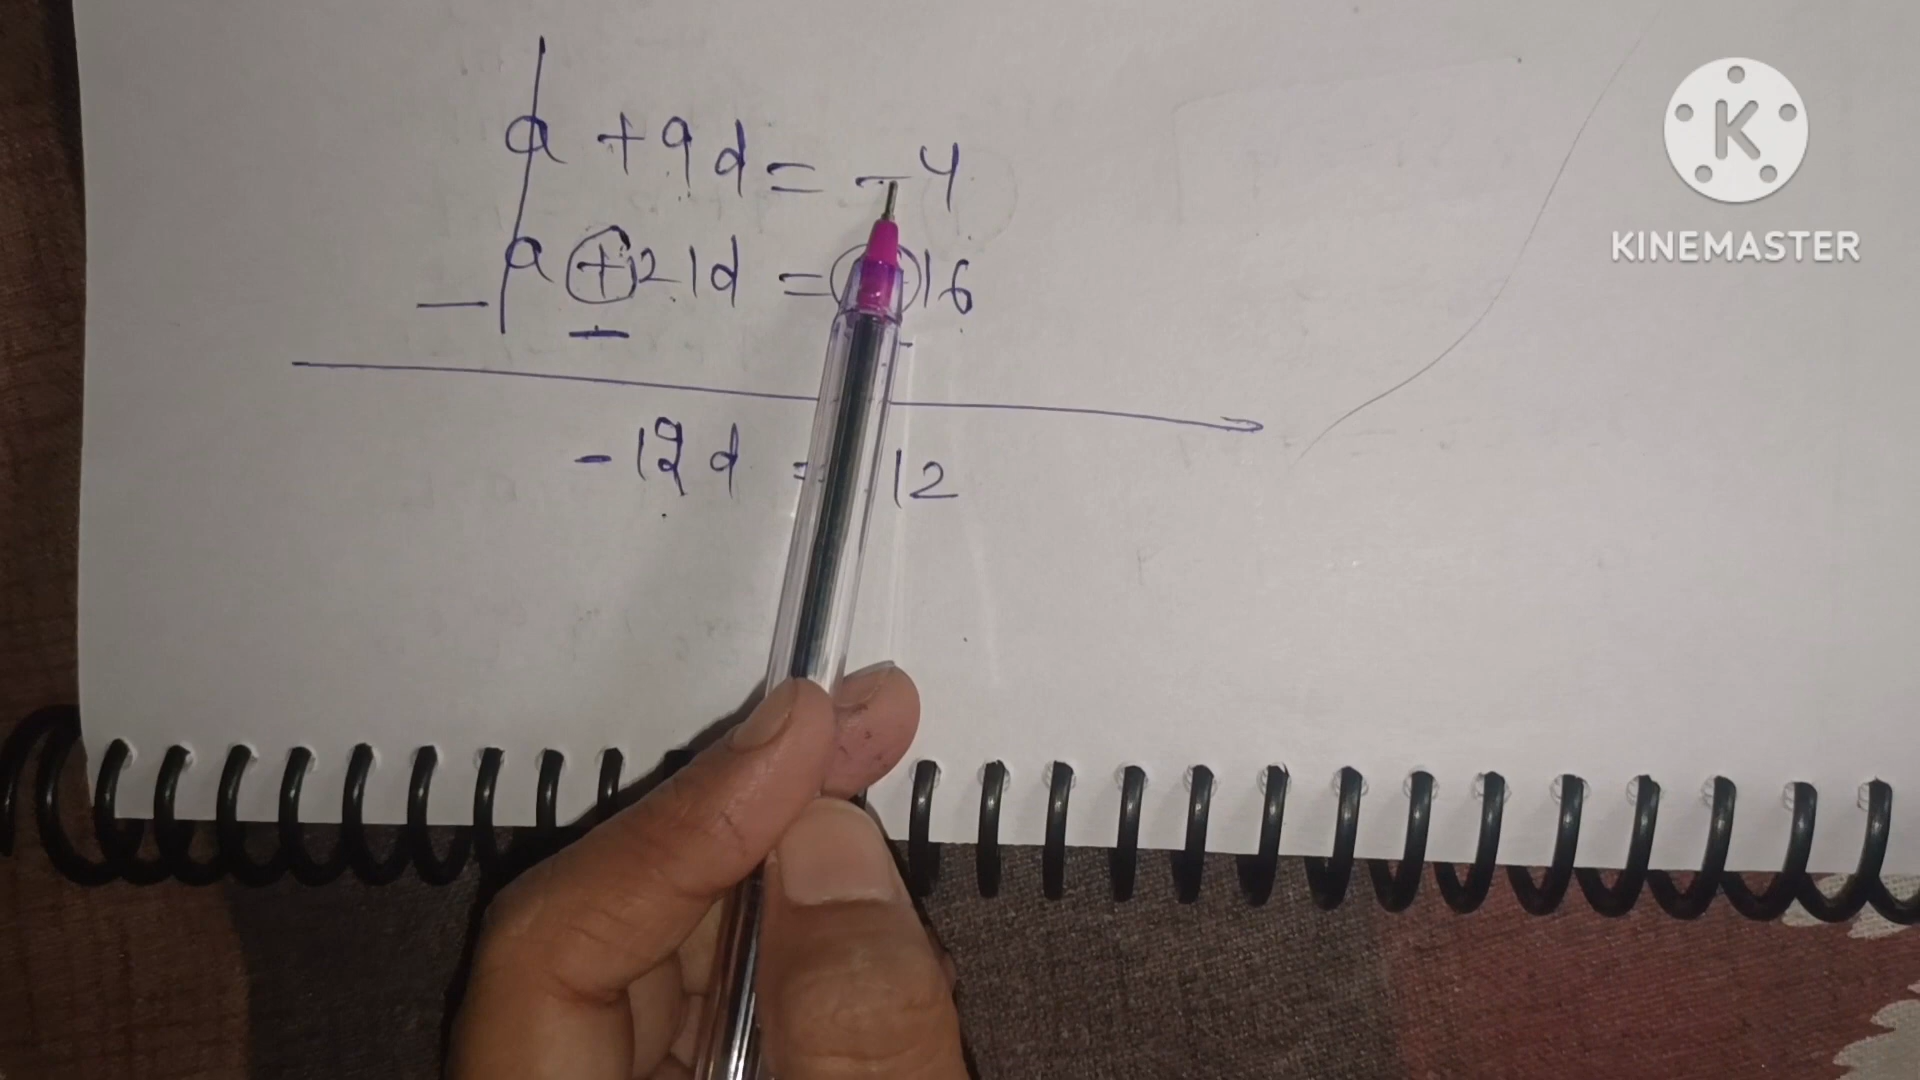 a + 9d = -4
a + 21d = 16
- - -
-12d = 12
K
KINEMASTER